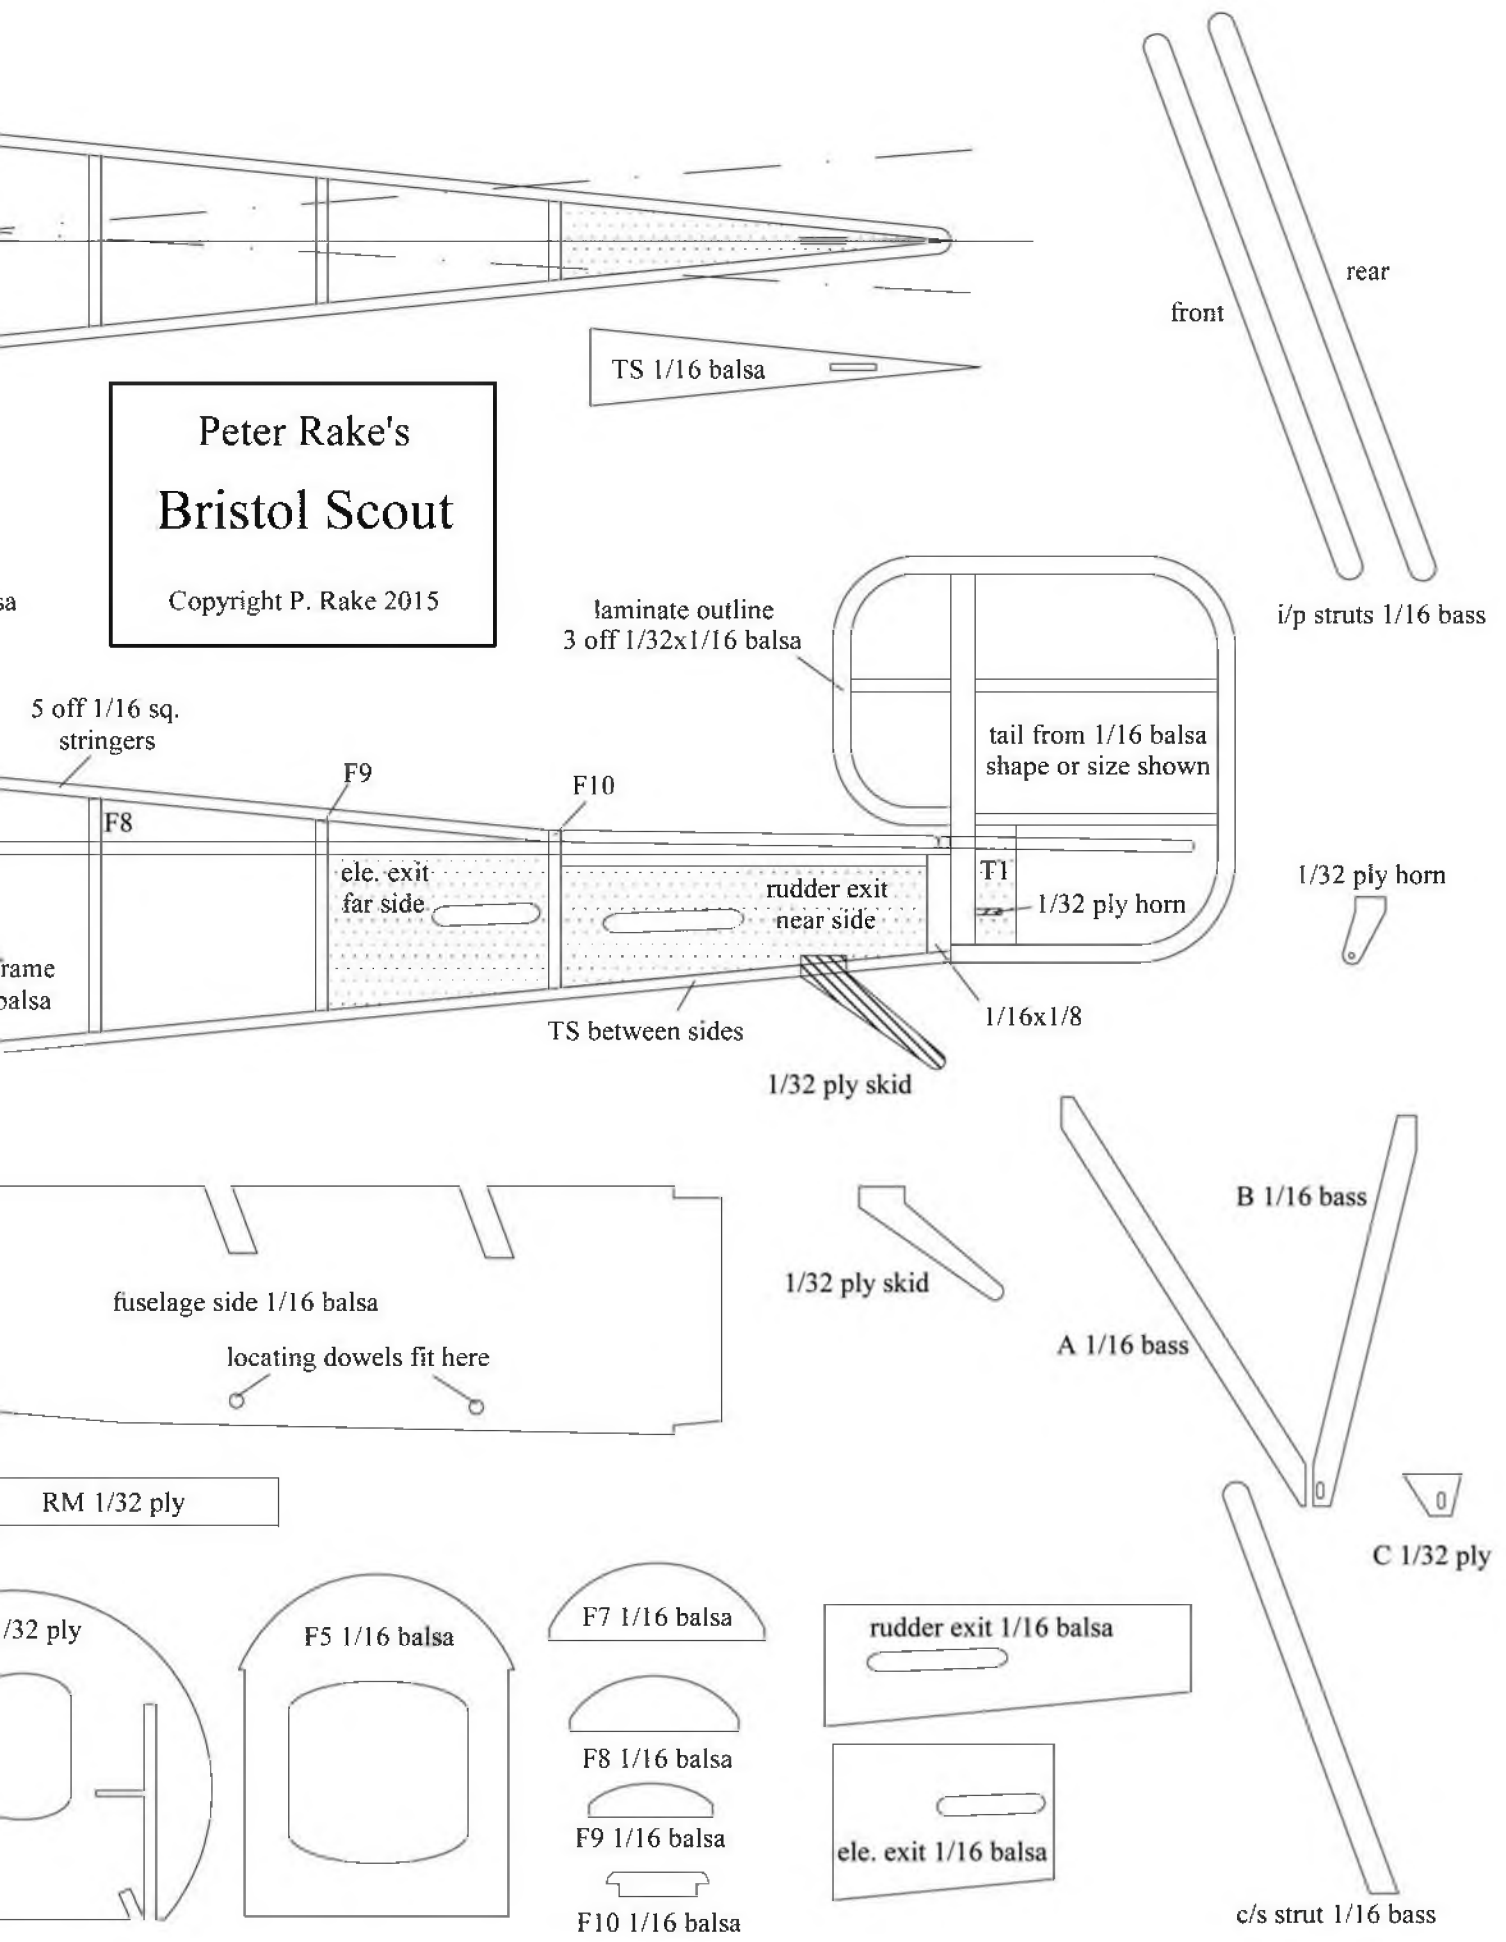 rear
front
TS 1/16 balsa
Peter Rake's
Bristol Scout
Copyright P. Rake 2015
sa
laminate outline
3 off 1/32x1/16 balsa
i/p struts 1/16 bass
5 off 1/16 sq.
stringers
tail from 1/16 balsa
shape or size shown
F9
F10
F8
ele. exit
far side
rudder exit
near side
T1
1/32 ply horn
1/32 ply horn
rame
balsa
TS between sides
1/16x1/8
1/32 ply skid
B 1/16 bass
1/32 ply skid
fuselage side 1/16 balsa
A 1/16 bass
locating dowels fit here
RM 1/32 ply
C 1/32 ply
/32 ply
F5 1/16 balsa
F7 1/16 balsa
rudder exit 1/16 balsa
F8 1/16 balsa
F9 1/16 balsa
ele. exit 1/16 balsa
F10 1/16 balsa
c/s strut 1/16 bass